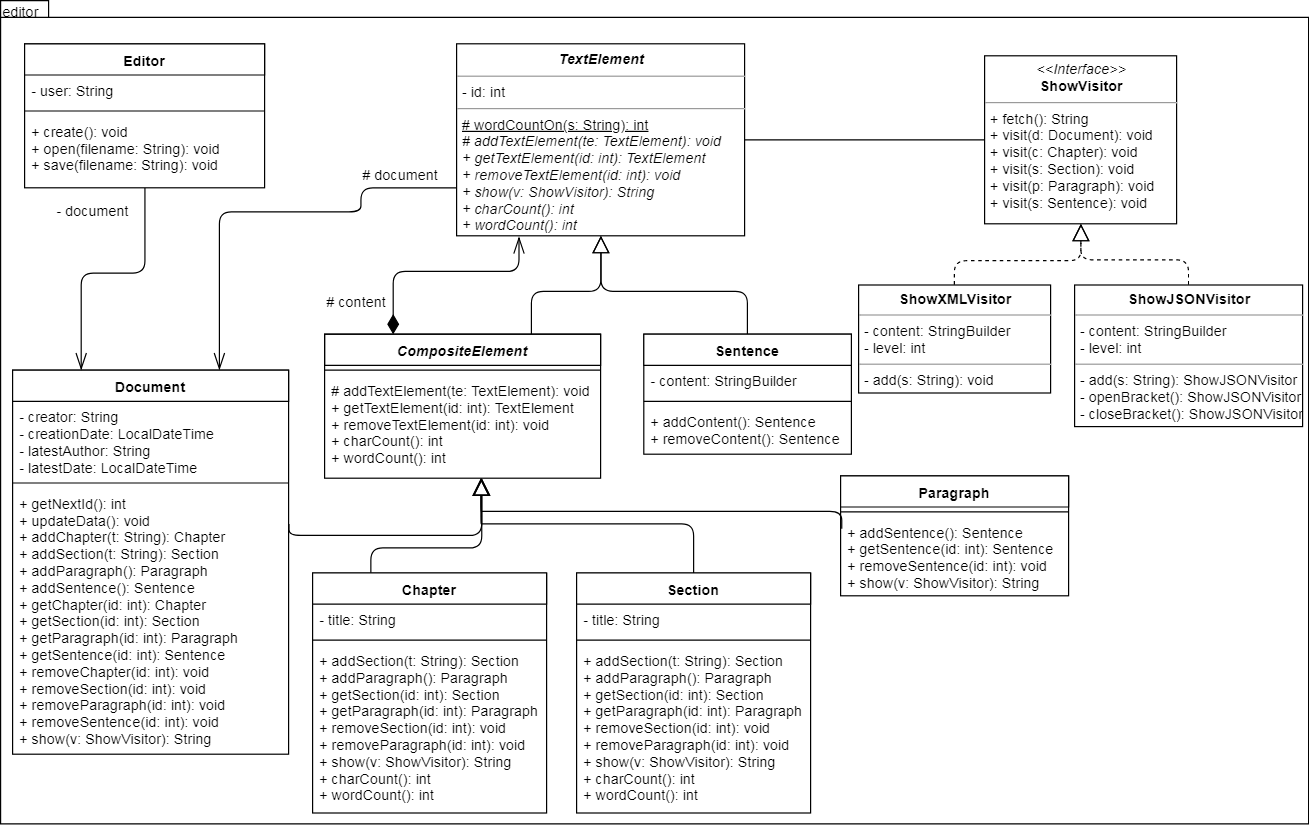 editor
Editor
- user: String
+ create(): void
+ open(filename: String): void
+ save(filename: String): void
- document
# document
TextElement
- id: int
# wordCountOn(s: String): int
# addTextElement(te: TextElement): void
+ getTextElement(id: int): TextElement
+ removeTextElement(id: int): void
+ show(v: ShowVisitor): String
+ charCount(): int
+ wordCount(): int
<<Interface>>
ShowVisitor
+ fetch(): String
+ visit(d: Document): void
+ visit(c: Chapter): void
+ visit(s: Section): void
+ visit(p: Paragraph): void
+ visit(s: Sentence): void
# content
CompositeElement
# addTextElement(te: TextElement): void
+ getTextElement(id: int): TextElement
+ removeTextElement(id: int): void
+ charCount(): int
+ wordCount(): int
Sentence
- content: StringBuilder
+ addContent(): Sentence
+ removeContent(): Sentence
ShowXMLVisitor
- content: StringBuilder
- level: int
- add(s: String): void
ShowJSONVisitor
- content: StringBuilder
- level: int
- add(s: String): ShowJSONVisitor
- openBracket(): ShowJSONVisitor
- closeBracket(): ShowJSONVisitor
Document
- creator: String
- creationDate: LocalDateTime
- latestAuthor: String
- latestDate: LocalDateTime
+ getNextId(): int
+ updateData(): void
+ addChapter(t: String): Chapter
+ addSection(t: String): Section
+ addParagraph(): Paragraph
+ addSentence(): Sentence
+ getChapter(id: int): Chapter
+ getSection(id: int): Section
+ getParagraph(id: int): Paragraph
+ getSentence(id: int): Sentence
+ removeChapter(id: int): void
+ removeSection(id: int): void
+ removeParagraph(id: int): void
+ removeSentence(id: int): void
+ show(v: ShowVisitor): String
Paragraph
+ addSentence(): Sentence
+ getSentence(id: int): Sentence
+ removeSentence(id: int): void
+ show(v: ShowVisitor): String
Chapter
- title: String
+ addSection(t: String): Section
+ addParagraph(): Paragraph
+ getSection(id: int): Section
+ getParagraph(id: int): Paragraph
+ removeSection(id: int): void
+ removeParagraph(id: int): void
+ show(v: ShowVisitor): String
+ charCount(): int
+ wordCount(): int
Section
- title: String
+ addSection(t: String): Section
+ addParagraph(): Paragraph
+ getSection(id: int): Section
+ getParagraph(id: int): Paragraph
+ removeSection(id: int): void
+ removeParagraph(id: int): void
+ show(v: ShowVisitor): String
+ charCount(): int
+ wordCount(): int